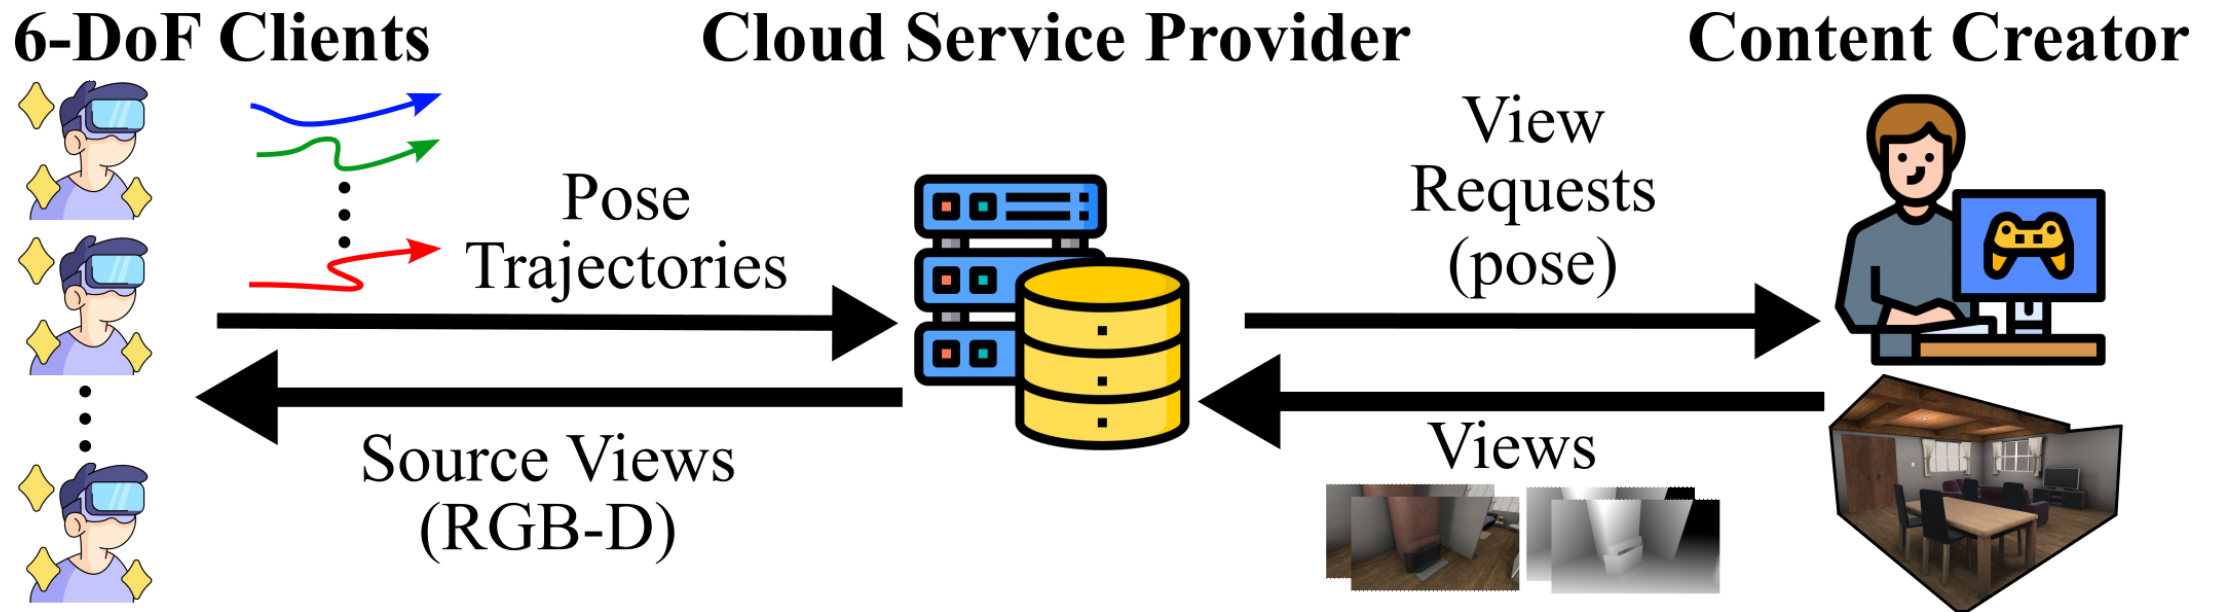 6-DoF Clients
Cloud Service Provider
Content Creator
Pose
Trajectories
View
Requests
(pose)
Source Views
(RGB-D)
Views